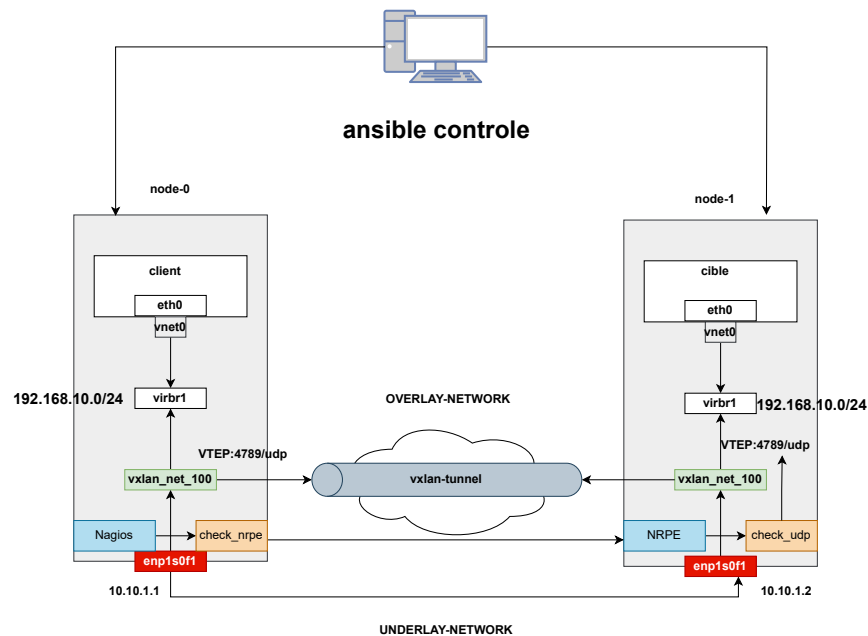 ansible controle
node-0
node-1
client
eth0
vnet0
cible
eth0
vnet0
192.168.10.0/24
virbr1
OVERLAY-NETWORK
virbr1
192.168.10.0/24
VTEP:4789/udp
VTEP:4789/udp
vxlan_net_100
vxlan-tunnel
vxlan_net_100
Nagios
check_nrpe
NRPE
check_udp
enp1s0f1
enp1s0f1
10.10.1.1
10.10.1.2
UNDERLAY-NETWORK